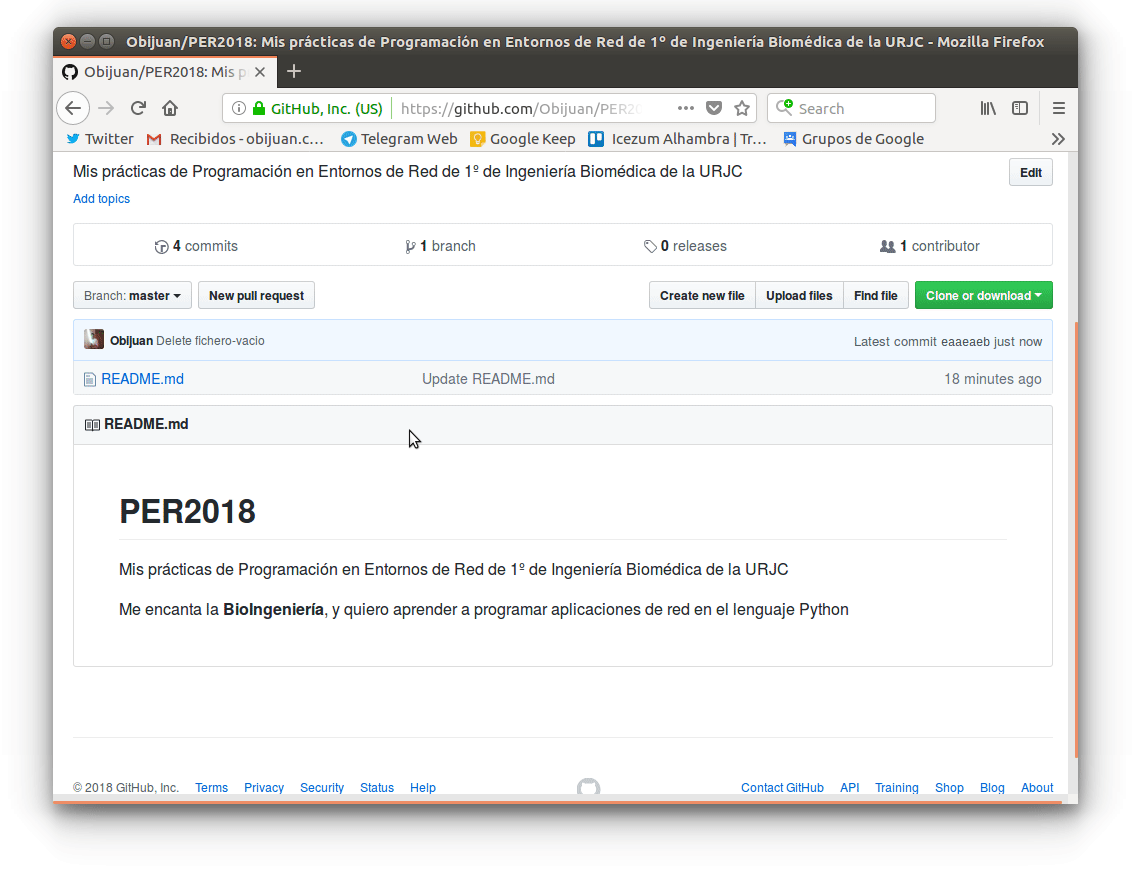 Obijuan/PER2018: Mis prácticas de Programación en Entornos de Red de 1º de Ingeniería Biomédica de la URJC - Mozilla Firefox
Obijuan/PER2018: Mis p
GitHub, Inc. (US) https://github.com/Obijuan/PER20 Search
Twitter Recibidos - obijuan.c... Telegram Web Google Keep Icezum Alhambra | Tr... Grupos de Google
Mis prácticas de Programación en Entornos de Red de 1º de Ingeniería Biomédica de la URJC Edit
Add topics
4 commits 1 branch 0 releases 1 contributor
Branch: master New pull request Create new file Upload files Find file Clone or download
Obijuan Delete fichero-vacio Latest commit eaaeaeb just now
README.md Update README.md 18 minutes ago
README.md
PER2018
Mis prácticas de Programación en Entornos de Red de 1º de Ingeniería Biomédica de la URJC
Me encanta la BioIngeniería, y quiero aprender a programar aplicaciones de red en el lenguaje Python
© 2018 GitHub, Inc. Terms Privacy Security Status Help Contact GitHub API Training Shop Blog About